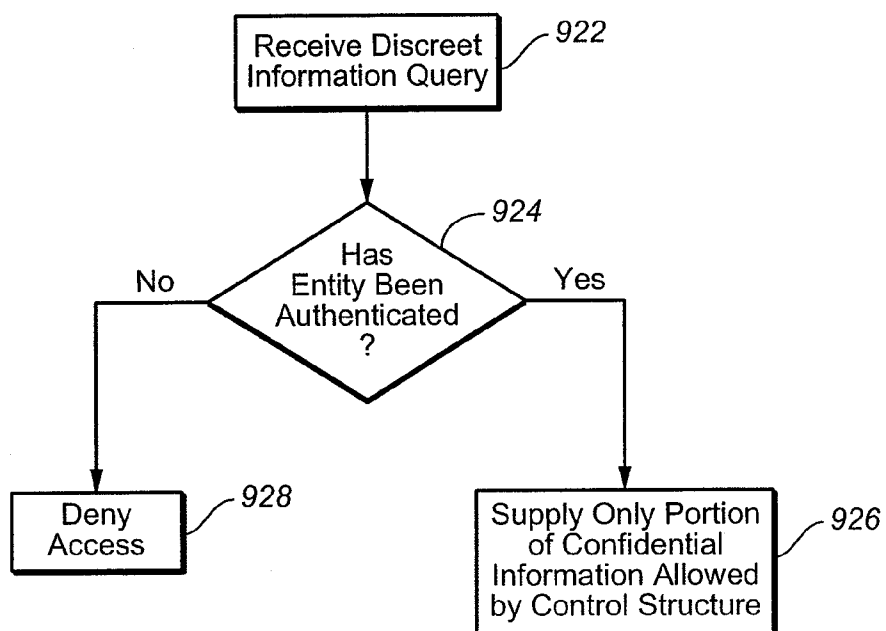 Receive Discreet
Information Query
922
924
Has
Entity Been
Authenticated
?
No
Yes
Deny
Access
928
Supply Only Portion
of Confidential
Information Allowed
by Control Structure
926